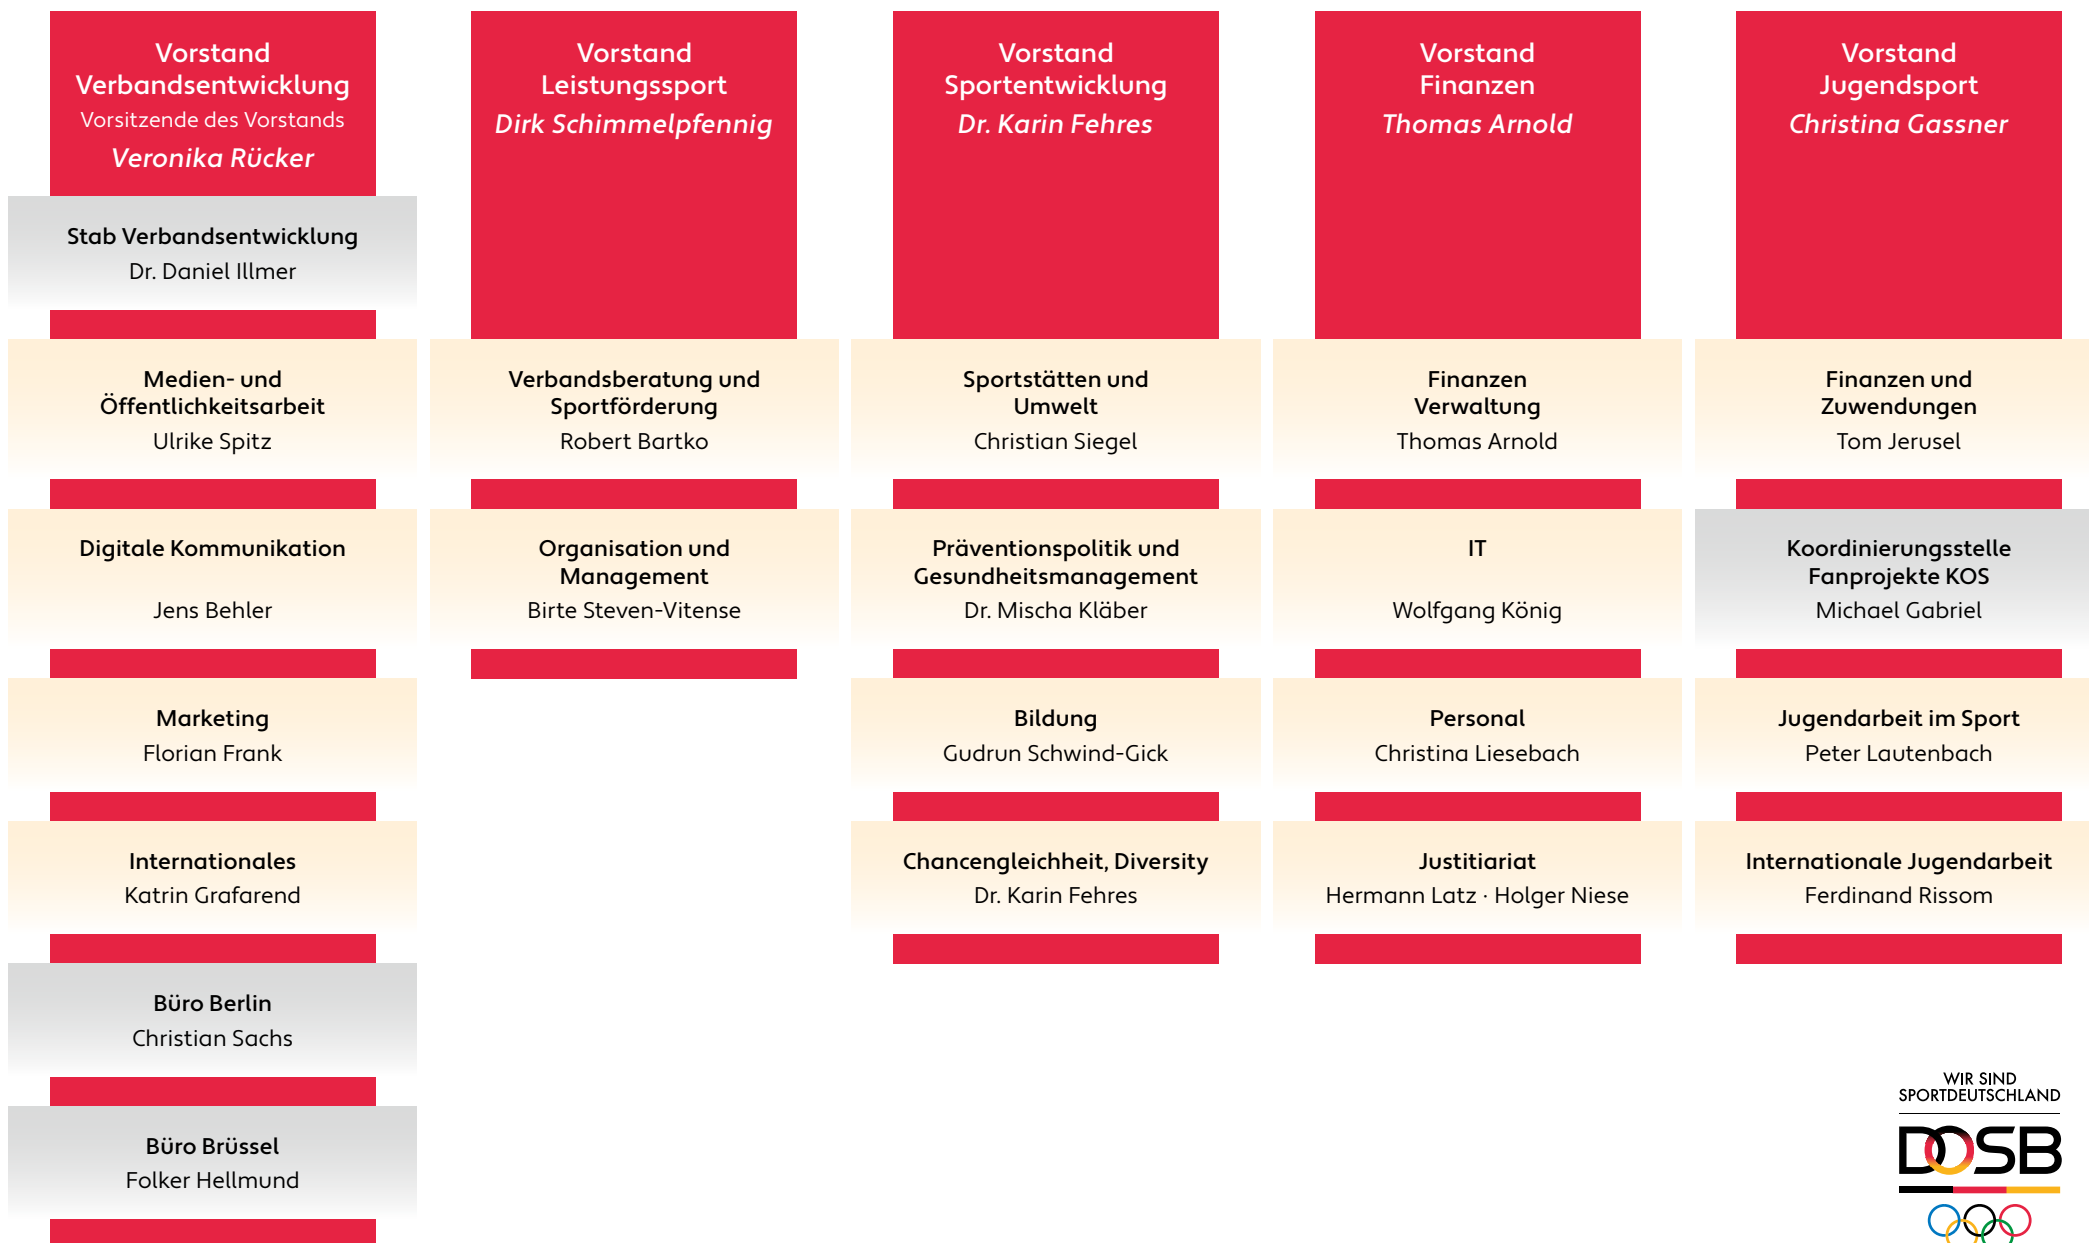 Vorstand
Verbandsentwicklung
Vorsitzende des Vorstands
Veronika Rücker
Stab Verbandsentwicklung
Dr. Daniel Illmer
Medien- und
Öffentlichkeitsarbeit
Ulrike Spitz
Digitale Kommunikation
Jens Behler
Marketing
Florian Frank
Internationales
Katrin Grafarend
Büro Berlin
Christian Sachs
Büro Brüssel
Folker Hellmund
Vorstand
Leistungssport
Dirk Schimmelpfennig
Verbandsberatung und
Sportförderung
Robert Bartko
Organisation und
Management
Birte Steven-Vitense
Vorstand
Sportentwicklung
Dr. Karin Fehres
Sportstätten und
Umwelt
Christian Siegel
Präventionspolitik und
Gesundheitsmanagement
Dr. Mischa Kläber
Bildung
Gudrun Schwind-Gick
Chancengleichheit, Diversity
Dr. Karin Fehres
Vorstand
Finanzen
Thomas Arnold
Finanzen
Verwaltung
Thomas Arnold
IT
Wolfgang König
Personal
Christina Liesebach
Justitiariat
Hermann Latz · Holger Niese
Vorstand
Jugendsport
Christina Gassner
Finanzen und
Zuwendungen
Tom Jerusel
Koordinierungsstelle
Fanprojekte KOS
Michael Gabriel
Jugendarbeit im Sport
Peter Lautenbach
Internationale Jugendarbeit
Ferdinand Rissom
WIR SIND
SPORTDEUTSCHLAND
DOSB